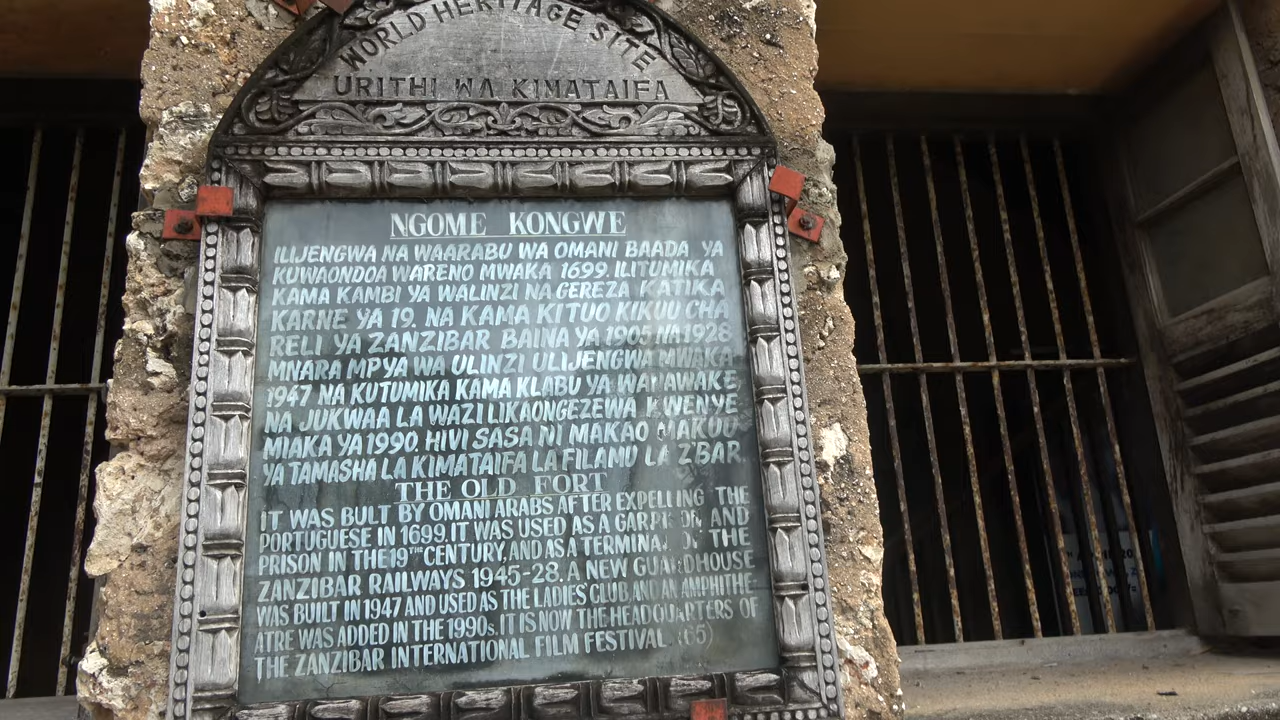 WORLD HERITAGE SITE
URITHI WA KIMATAIFA
NGOME KONGWE
ILIJENGWA NA WAARABU WA OMANI BAADA YA
KUWAONDOA WARENO MWAKA 1699. ILITUMIKA
KAMA KAMBI YA WALINZI NA GEREZA KATIKA
KARNE YA 19. NA KAMA KITUO KIKUU CHA
RELI YA ZANZIBAR BAINA YA 1905 NA 1928
MNARA MPYA WA ULINZI ULIJENGWA MWAKA
1947 NA KUTUMIKA KAMA KLABU YA WANAWAKE
NA JUKWAA LA WAZI LIKAONGEZEWA KWENYE
MIAKA YA 1990. HIVI SASA NI MAKAO MAKUU
YA TAMASHA LA KIMATAIFA LA FILAMU LA Z'BAR.
THE OLD FORT
IT WAS BULT BY OMANI ARABS AFTER EXPELLING THE
PORTUGUESE IN 1699. IT WAS USED AS A GARRISON AND
PRISON IN THE 19TH CENTURY, AND AS A TERMINAL OF THE
ZANZIBAR RAILWAYS 1945-28. A NEW GUARDHOUSE
WAS BUILT IN 1947 AND USED AS THE LADIES' CLUB AND AN AMPHITHE-
ATRE WAS ADDED IN THE 1990s. IT IS NOW THE HEADQUARTERS OF
THE ZANZIBAR INTERNATIONAL FILM FESTIVAL (65)